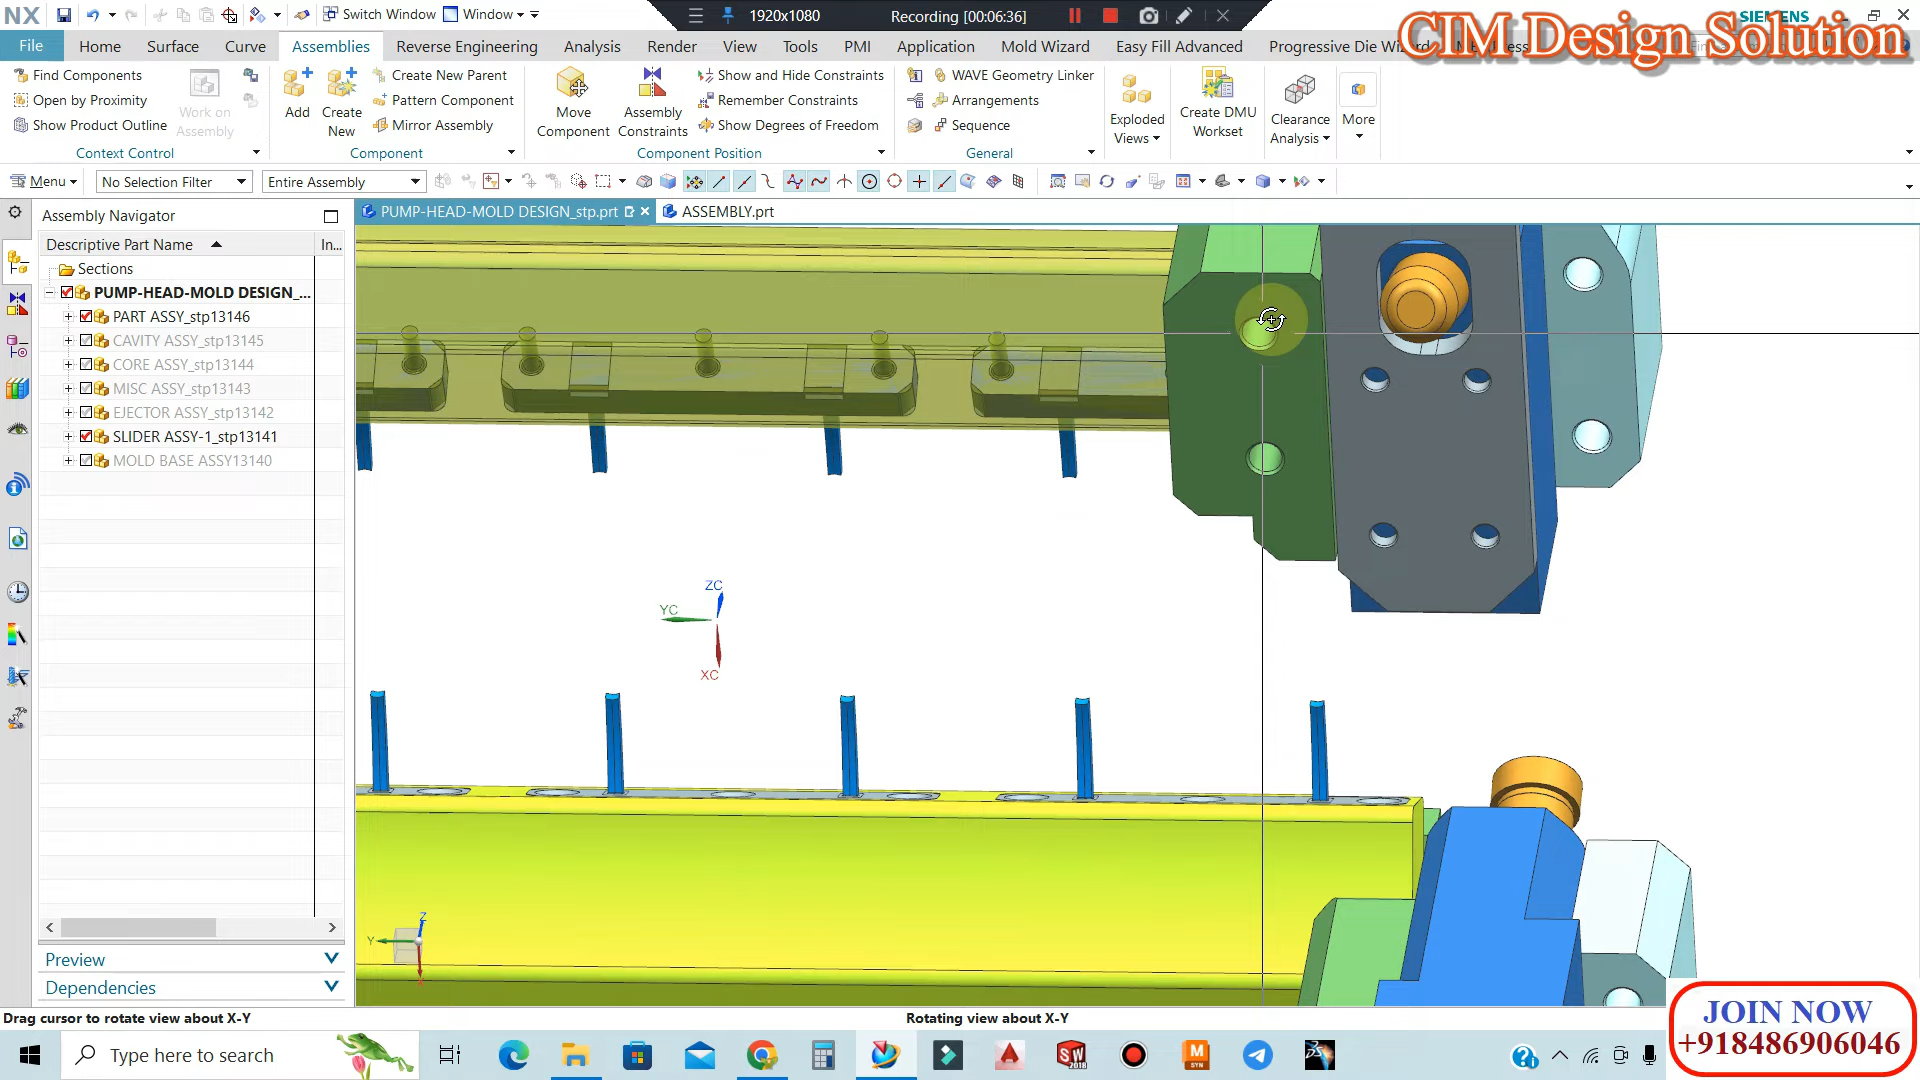 NX
Switch Window
Window
1920x1080
Recording [00:06:36]
SIEMENS
CIM Design Solution
File
Home
Surface
Curve
Assemblies
Reverse Engineering
Analysis
Render
View
Tools
PMI
Application
Mold Wizard
Easy Fill Advanced
Progressive Die
Find Components
Open by Proximity
Show Product Outline
Work on
Assembly
Context Control
Add
Create
New
Create New Parent
Pattern Component
Mirror Assembly
Component
Move
Component
Assembly
Constraints
Show and Hide Constraints
Remember Constraints
Show Degrees of Freedom
Component Position
WAVE Geometry Linker
Arrangements
Sequence
General
Exploded
Views
Create DMU
Workset
Clearance
Analysis
More
Menu
No Selection Filter
Entire Assembly
Assembly Navigator
PUMP-HEAD-MOLD DESIGN_stp.prt
ASSEMBLY.prt
Descriptive Part Name
In...
Sections
PUMP-HEAD-MOLD DESIGN_...
PART ASSY_stp13146
CAVITY ASSY_stp13145
CORE ASSY_stp13144
MISC ASSY_stp13143
EJECTOR ASSY_stp13142
SLIDER ASSY-1_stp13141
MOLD BASE ASSY13140
ZC
YC
XC
Z
Y
Preview
Dependencies
Drag cursor to rotate view about X-Y
Rotating view about X-Y
JOIN NOW
+918486906046
Type here to search